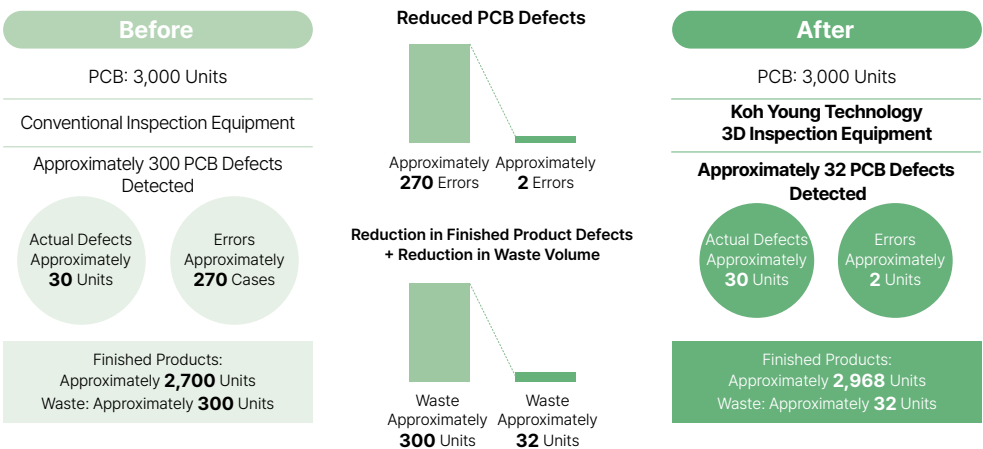 Before
PCB: 3,000 Units
Conventional Inspection Equipment
Approximately 300 PCB Defects
Detected
Actual Defects
Approximately
30 Units
Errors
Approximately
270 Cases
Finished Products:
Approximately 2,700 Units
Waste: Approximately 300 Units
Reduced PCB Defects
Approximately
270 Errors
Approximately
2 Errors
Reduction in Finished Product Defects
+ Reduction in Waste Volume
Waste
Approximately
300 Units
Waste
Approximately
32 Units
After
PCB: 3,000 Units
Koh Young Technology
3D Inspection Equipment
Approximately 32 PCB Defects
Detected
Actual Defects
Approximately
30 Units
Errors
Approximately
2 Units
Finished Products:
Approximately 2,968 Units
Waste: Approximately 32 Units